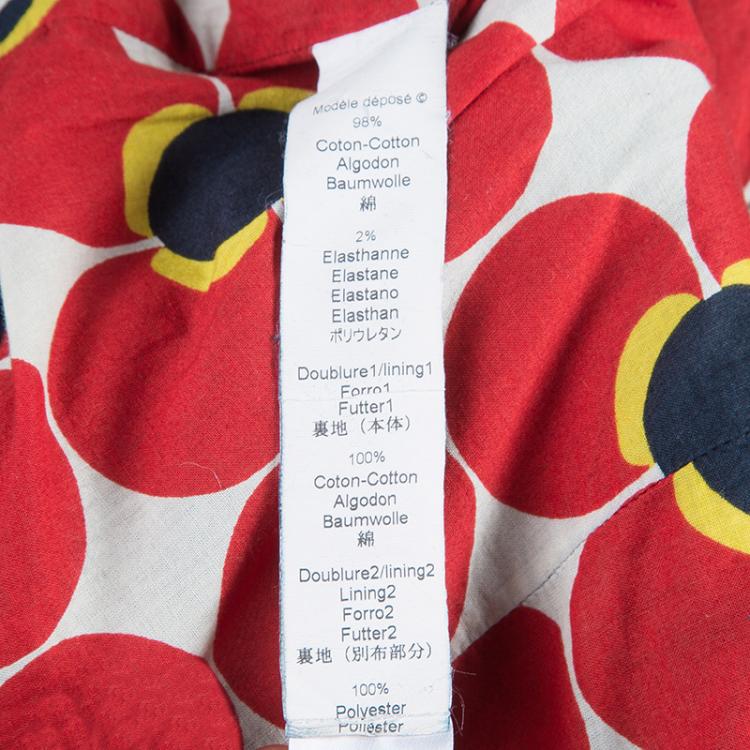 Modèle déposé ©
98%
Coton-Cotton
Algodon
Baumwolle
綿
2%
Elasthanne
Elastane
Elastano
Elasthan
ポリウレタン
Doublure1/lining1
Forro1
Futter1
裏地（本体）
100%
Coton-Cotton
Algodon
Baumwolle
綿
Doublure2/lining2
Lining2
Forro2
Futter2
裏地（別布部分）
100%
Polyester
Poliester